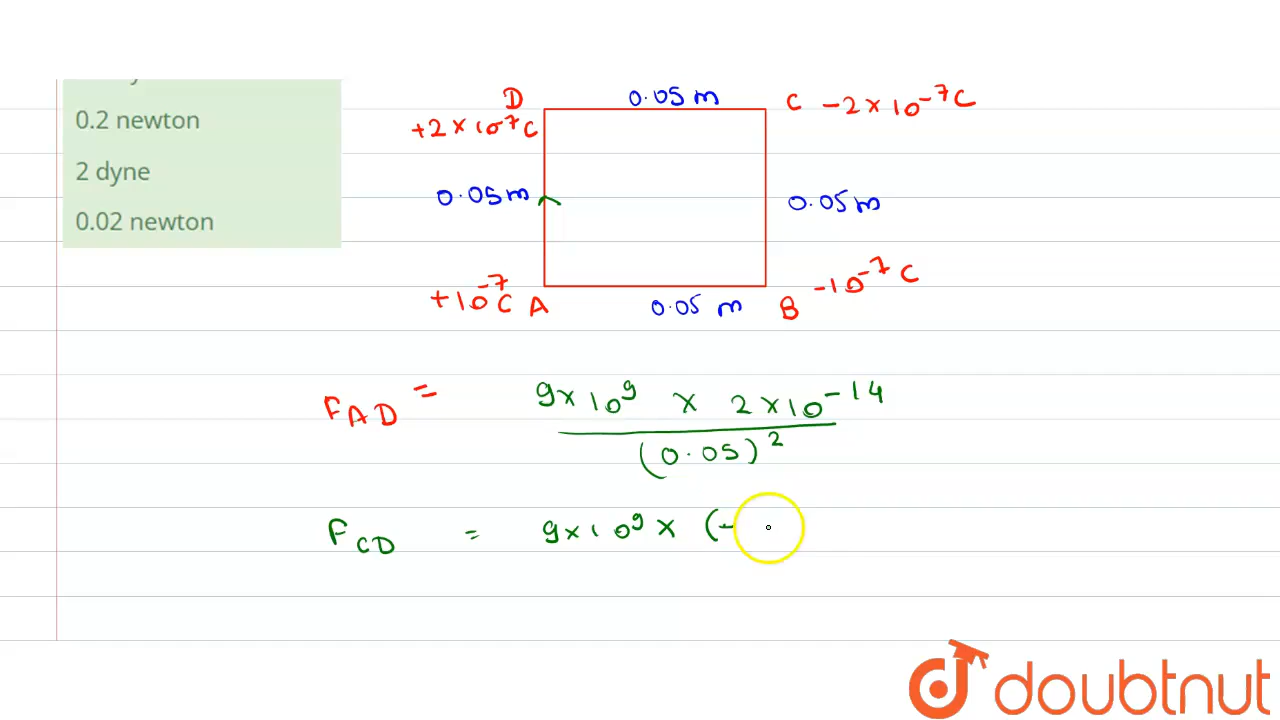 0.2 newton
2 dyne
0.02 newton
D 0.05 m C -2 × 10⁻⁷ C
+2 × 10⁻⁷ C
0.05 m 0.05 m
+10⁻⁷ C A 0.05 m B -10⁻⁷ C
F_AD = 9×10⁹ × 2×10⁻¹⁴
(0.05)²
F_CD = 9×10⁹ × (-
doubtnut